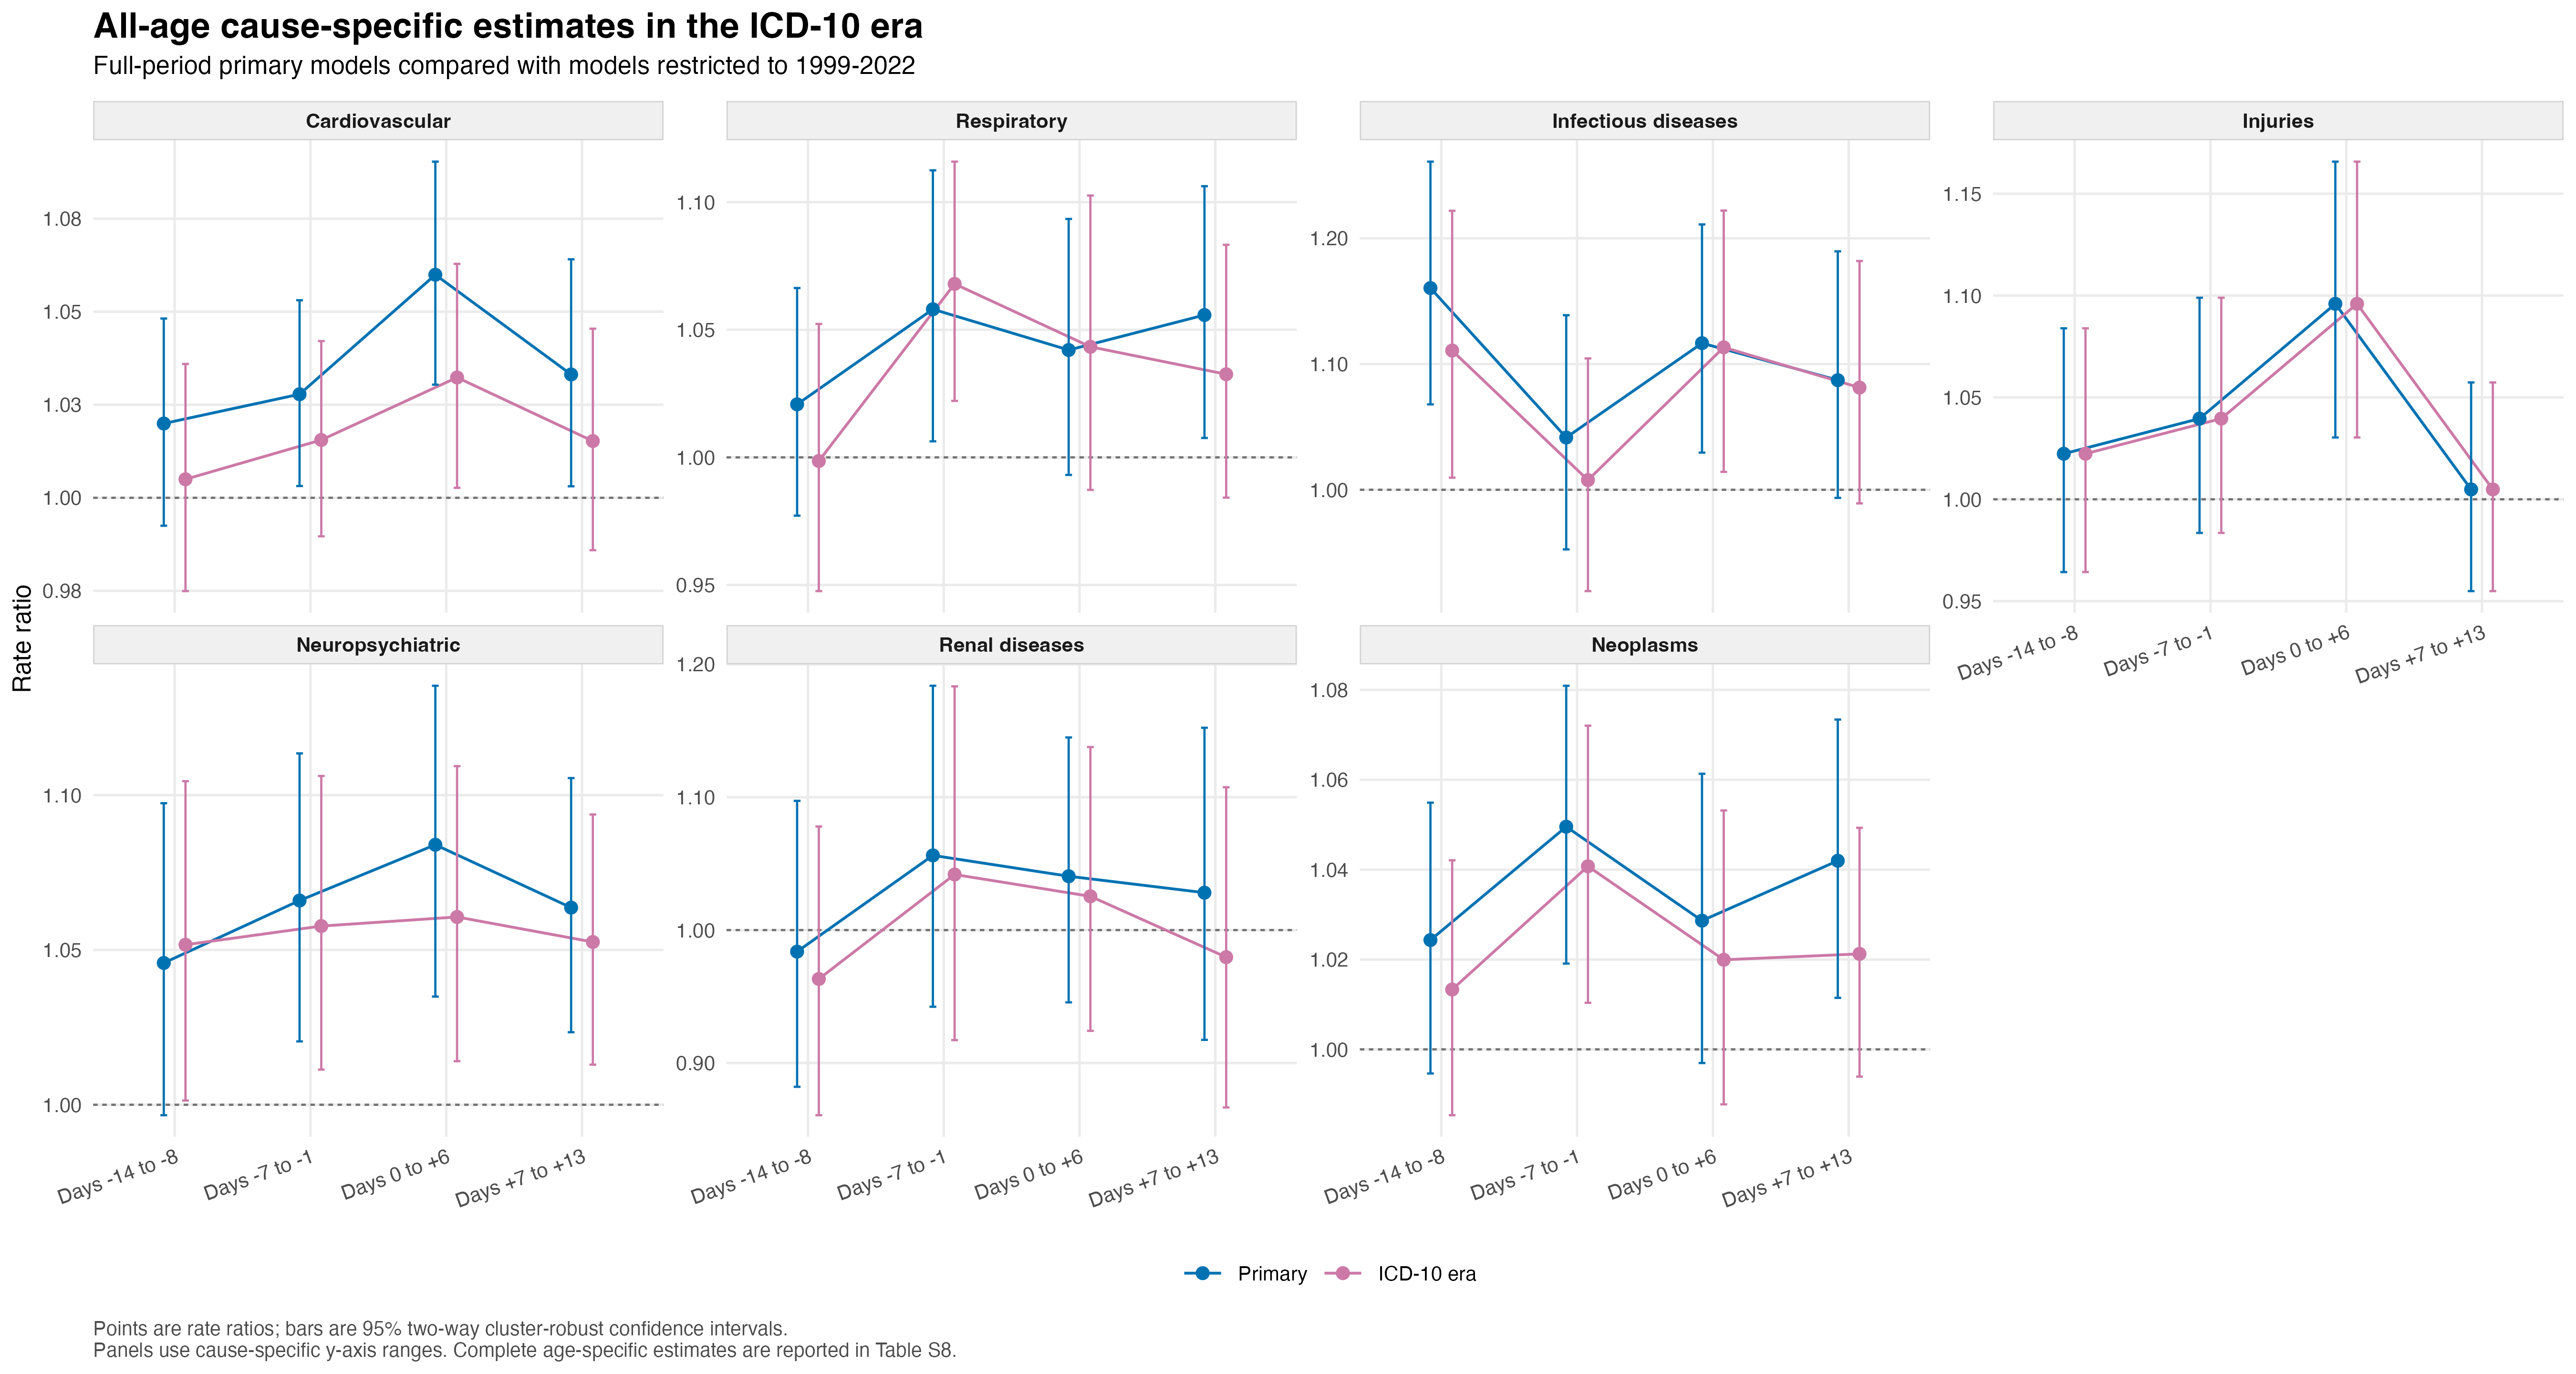 All-age cause-specific estimates in the ICD-10 era
Full-period primary models compared with models restricted to 1999-2022
Rate ratio
Cardiovascular
1.08
1.05
1.03
1.00
0.98
Respiratory
1.10
1.05
1.00
0.95
Infectious diseases
1.20
1.10
1.00
Injuries
1.15
1.10
1.05
1.00
0.95
Days -14 to -8
Days -7 to -1
Days 0 to +6
Days +7 to +13
Neuropsychiatric
1.10
1.05
1.00
Days -14 to -8
Days -7 to -1
Days 0 to +6
Days +7 to +13
Renal diseases
1.20
1.10
1.00
0.90
Days -14 to -8
Days -7 to -1
Days 0 to +6
Days +7 to +13
Neoplasms
1.08
1.06
1.04
1.02
1.00
Days -14 to -8
Days -7 to -1
Days 0 to +6
Days +7 to +13
Primary
ICD-10 era
Points are rate ratios; bars are 95% two-way cluster-robust confidence intervals.
Panels use cause-specific y-axis ranges. Complete age-specific estimates are reported in Table S8.